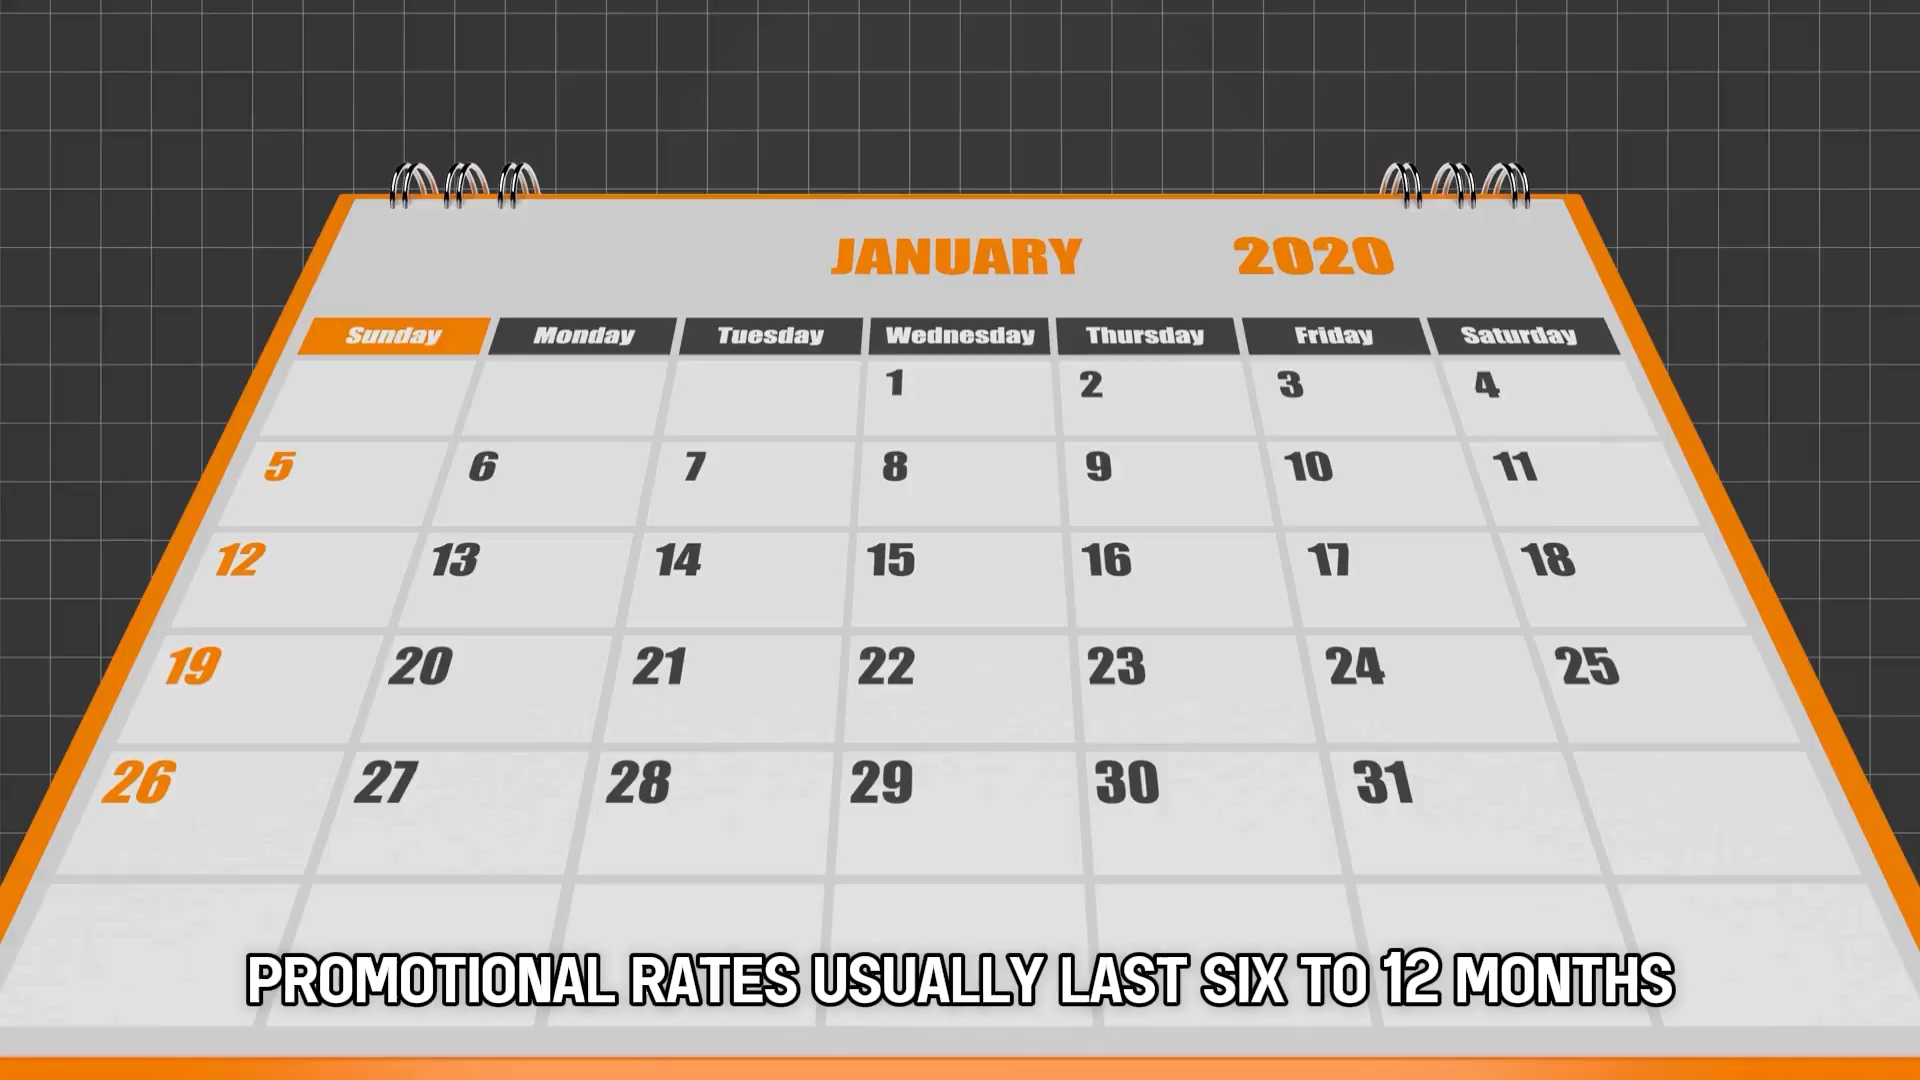 JANUARY 2020
Sunday Monday Tuesday Wednesday Thursday Friday Saturday
1 2 3 4
5 6 7 8 9 10 11
12 13 14 15 16 17 18
19 20 21 22 23 24 25
26 27 28 29 30 31
PROMOTIONAL RATES USUALLY LAST SIX TO 12 MONTHS